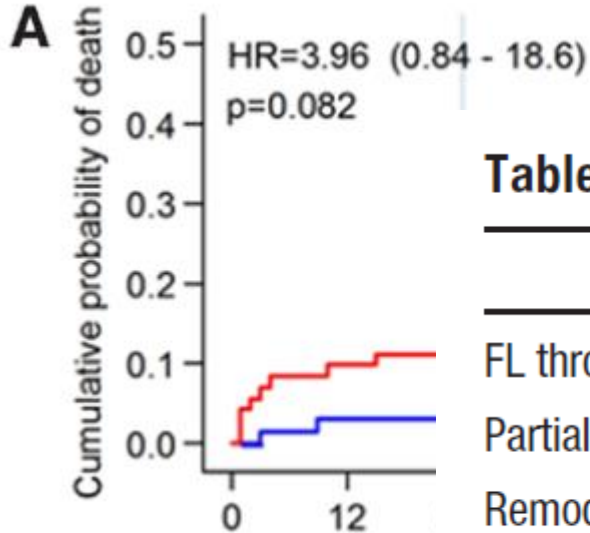 A
Cumulative probability of death
HR=3.96 (0.84 - 18.6)
p=0.082
0.5
0.4
0.3
0.2
0.1
0.0
0
12
Table
FL thro
Partial
Remod